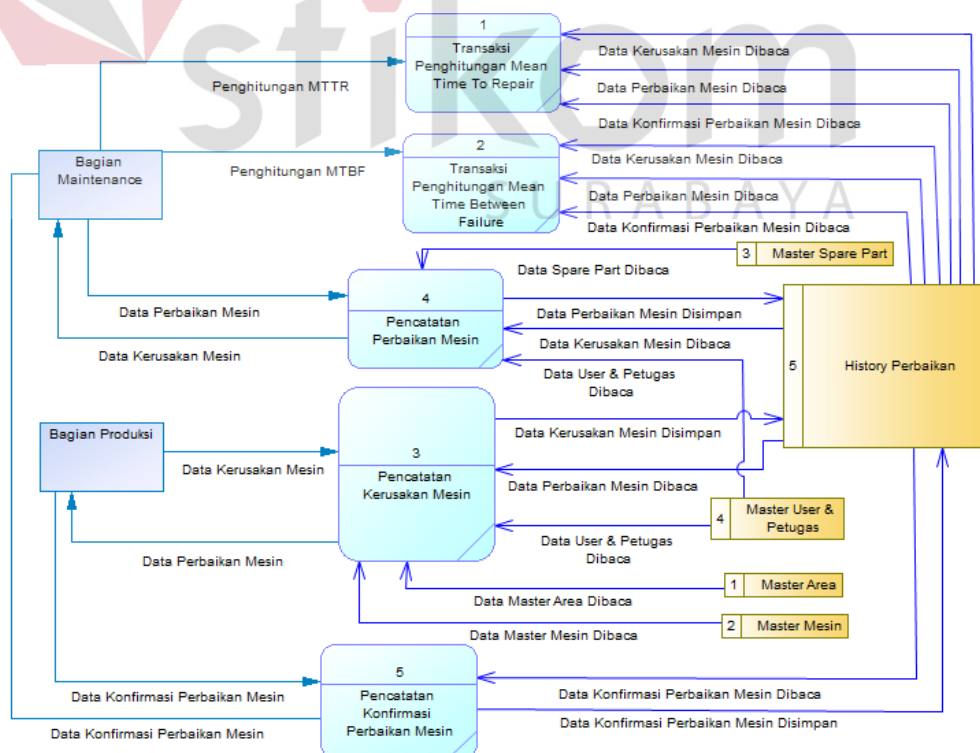 stikom
SURABAYA
1
Transaksi
Penghitungan Mean
Time To Repair
Data Kerusakan Mesin Dibaca
Data Perbaikan Mesin Dibaca
Data Konfirmasi Perbaikan Mesin Dibaca
Penghitungan MTTR
2
Transaksi
Penghitungan Mean
Time Between
Failure
Data Kerusakan Mesin Dibaca
Data Perbaikan Mesin Dibaca
Data Konfirmasi Perbaikan Mesin Dibaca
Bagian
Maintenance
Penghitungan MTBF
3
Master Spare Part
Data Spare Part Dibaca
4
Pencatatan
Perbaikan Mesin
Data Perbaikan Mesin
Data Kerusakan Mesin
Data Perbaikan Mesin Disimpan
Data Kerusakan Mesin Dibaca
Data User & Petugas
Dibaca
5
History Perbaikan
Bagian Produksi
Data Kerusakan Mesin
3
Pencatatan
Kerusakan Mesin
Data Kerusakan Mesin Disimpan
Data Perbaikan Mesin Dibaca
4
Master User &
Petugas
Data User & Petugas
Dibaca
Data Perbaikan Mesin
1
Master Area
Data Master Area Dibaca
2
Master Mesin
Data Master Mesin Dibaca
5
Pencatatan
Konfirmasi
Perbaikan Mesin
Data Konfirmasi Perbaikan Mesin
Data Konfirmasi Perbaikan Mesin
Data Konfirmasi Perbaikan Mesin Dibaca
Data Konfirmasi Perbaikan Mesin Disimpan